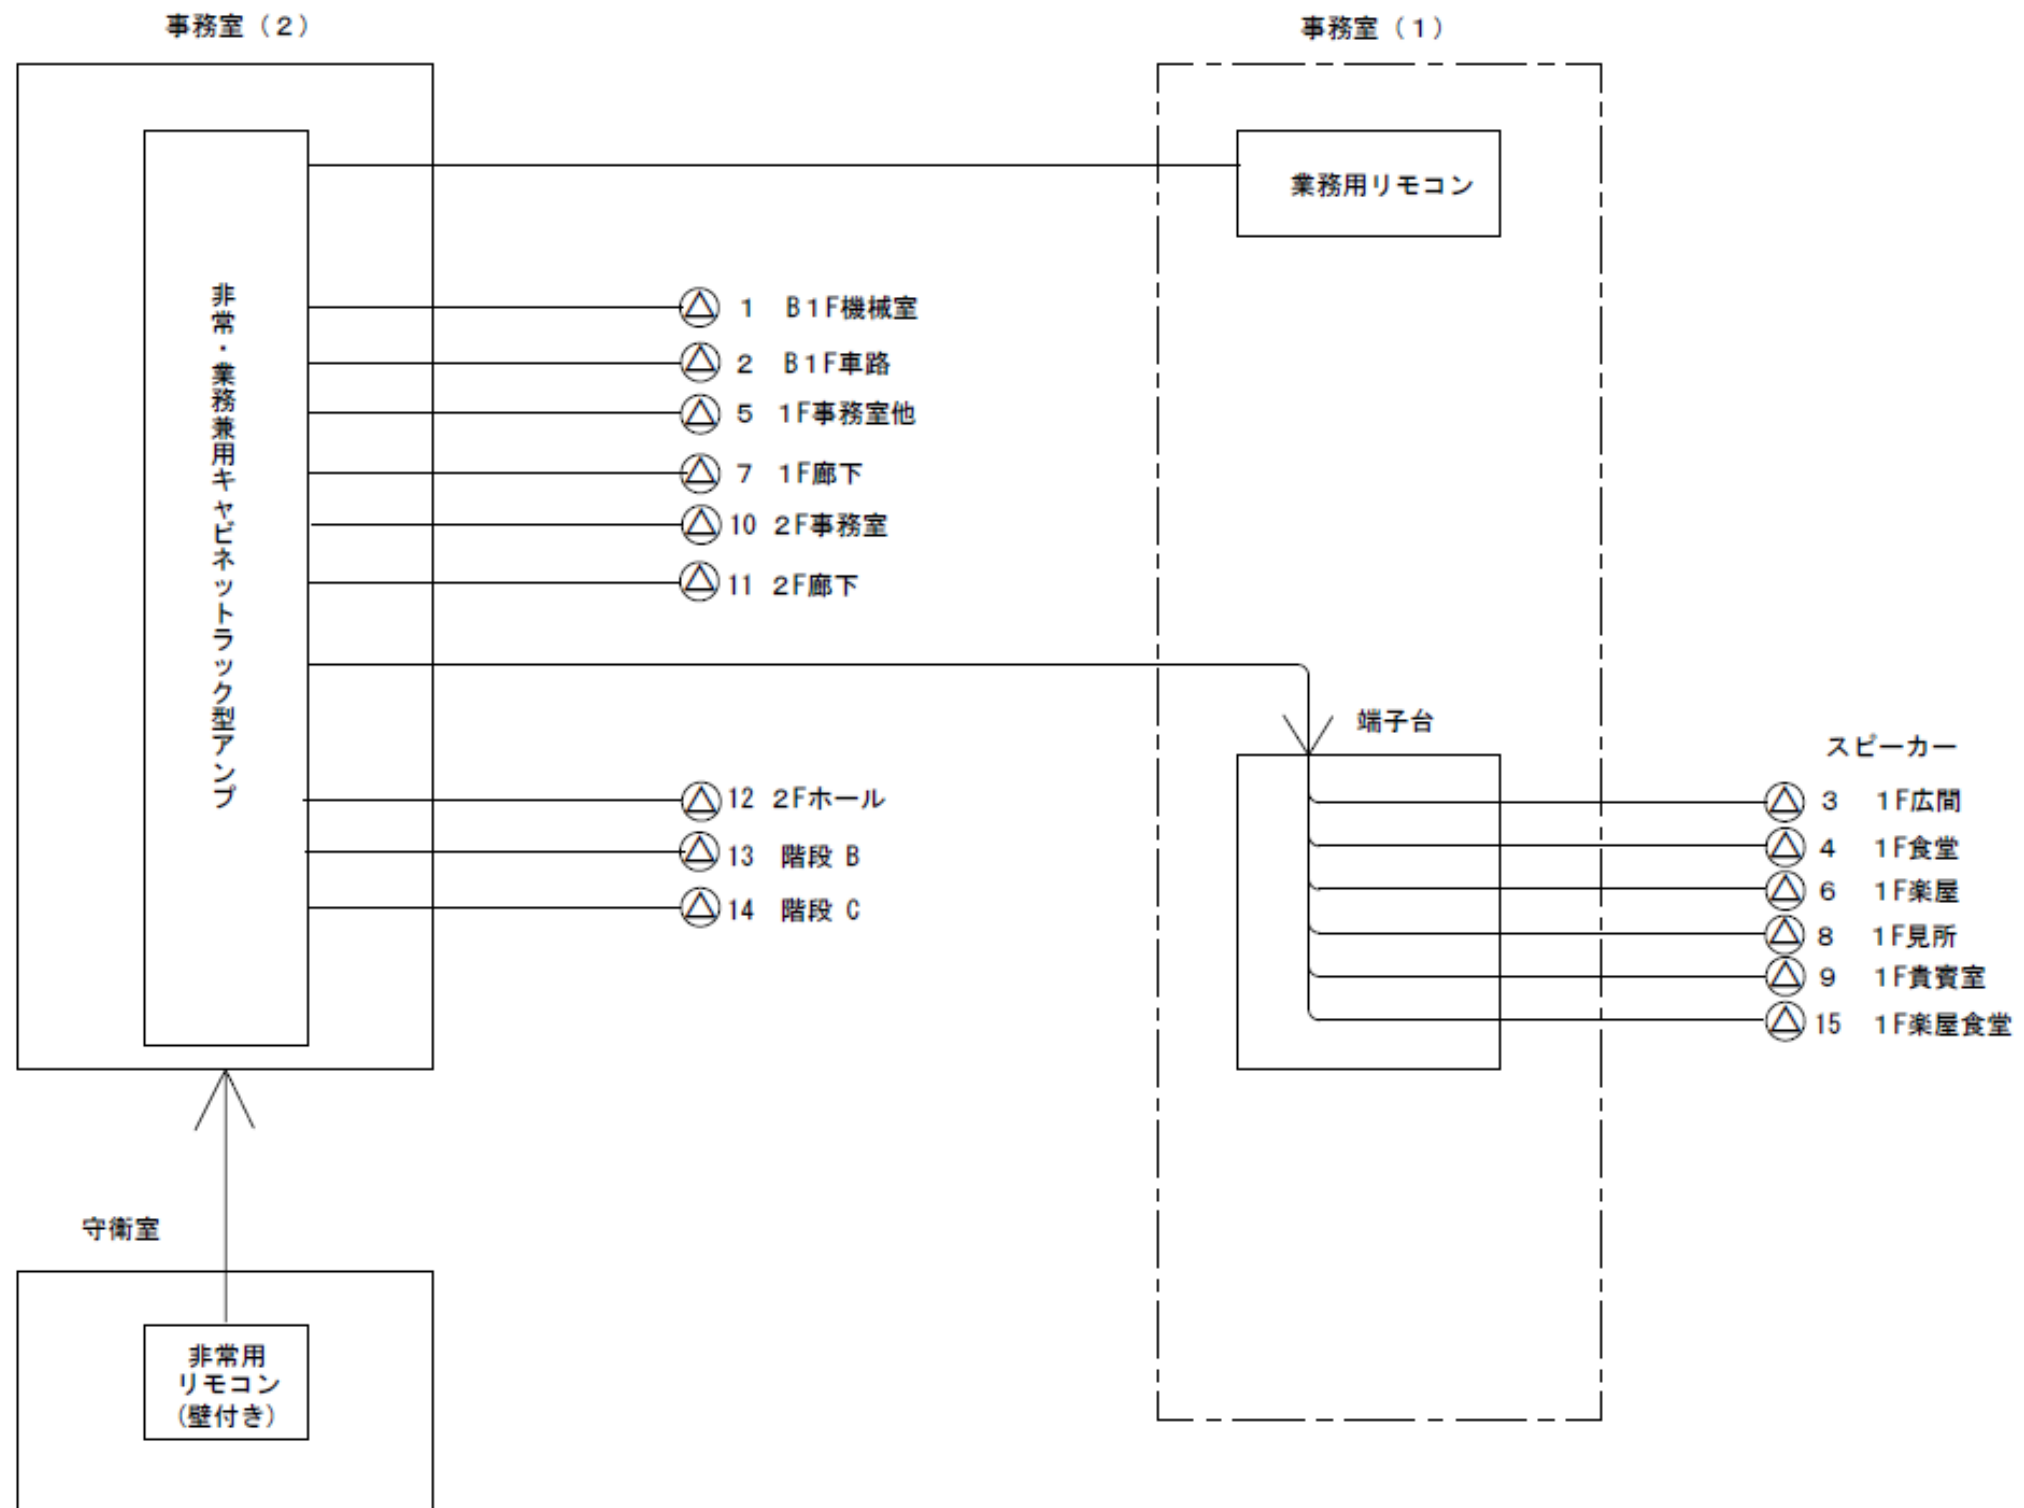 事務室（２）
事務室（１）
業務用リモコン
非常・業務兼用キャビネットラック型アンプ
1 B１F機械室
2 B１F車路
5 １F事務室他
7 １F廊下
10 ２F事務室
11 ２F廊下
端子台
スピーカー
12 ２Fホール
13 階段 B
14 階段 C
3 １F広間
4 １F食堂
6 １F楽屋
8 １F見所
9 １F貴賓室
15 １F楽屋食堂
守衛室
非常用
リモコン
(壁付き)